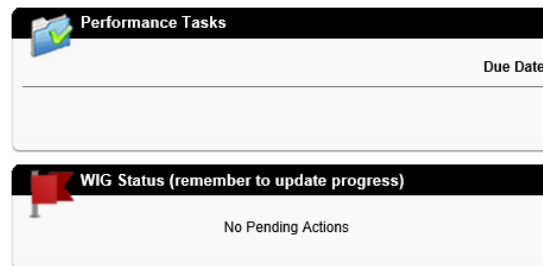 Performance Tasks
Due Date
WIG Status (remember to update progress)
No Pending Actions